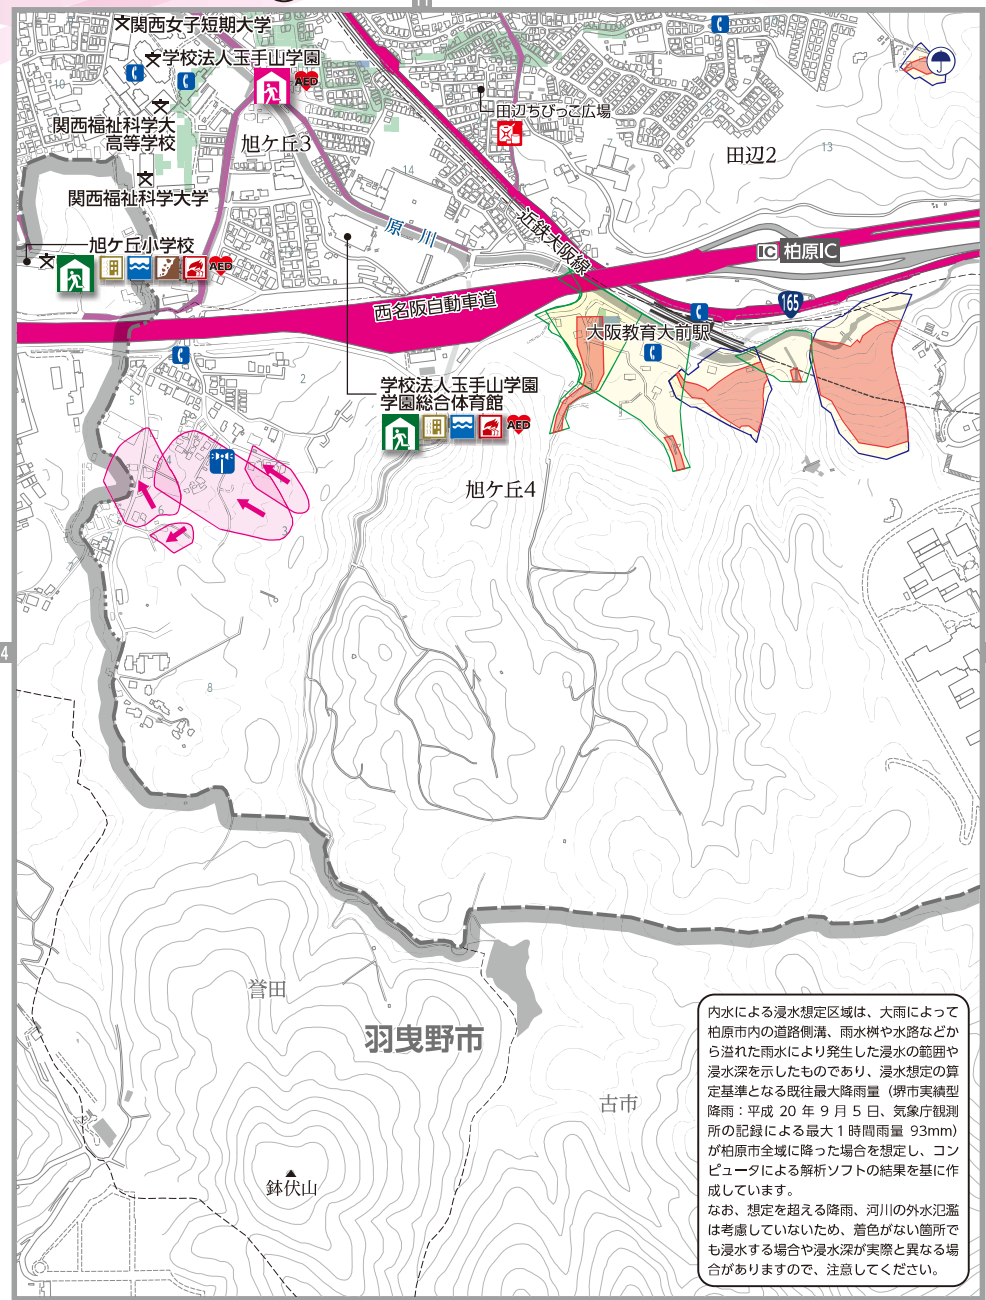 関西女子短期大学
学校法人玉手山学園
AED
10
関西福祉科学大
高等学校
旭ケ丘3
田辺ちびっこ広場
田辺2
13
14
関西福祉科学大学
原川
近鉄大阪線
旭ケ丘小学校
AED
IC 柏原IC
西名阪自動車道
165
大阪教育大前駅
学校法人玉手山学園
学園総合体育館
AED
2
5
4
旭ケ丘4
6
3
4
8
誉田
羽曳野市
古市
鉢伏山
内水による浸水想定区域は、大雨によって
柏原市内の道路側溝、雨水桝や水路などか
ら溢れた雨水により発生した浸水の範囲や
浸水深を示したものであり、浸水想定の算
定基準となる既往最大降雨量（堺市実績型
降雨：平成 20 年 9 月 5 日、気象庁観測
所の記録による最大 1 時間雨量 93mm）
が柏原市全域に降った場合を想定し、コン
ピュータによる解析ソフトの結果を基に作
成しています。
なお、想定を超える降雨、河川の外水氾濫
は考慮していないため、着色がない箇所で
も浸水する場合や浸水深が実際と異なる場
合がありますので、注意してください。